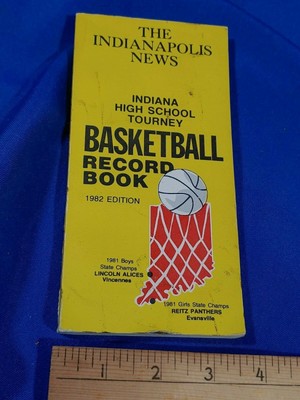 THE
INDIANAPOLIS
NEWS
INDIANA
HIGH SCHOOL
TOURNEY
BASKETBALL
RECORD
BOOK
1982 EDITION
1981 Boys
State Champs
LINCOLN ALICES
Vincennes
1981 Girls State Champs
REITZ PANTHERS
Evansville
1 2 3 4